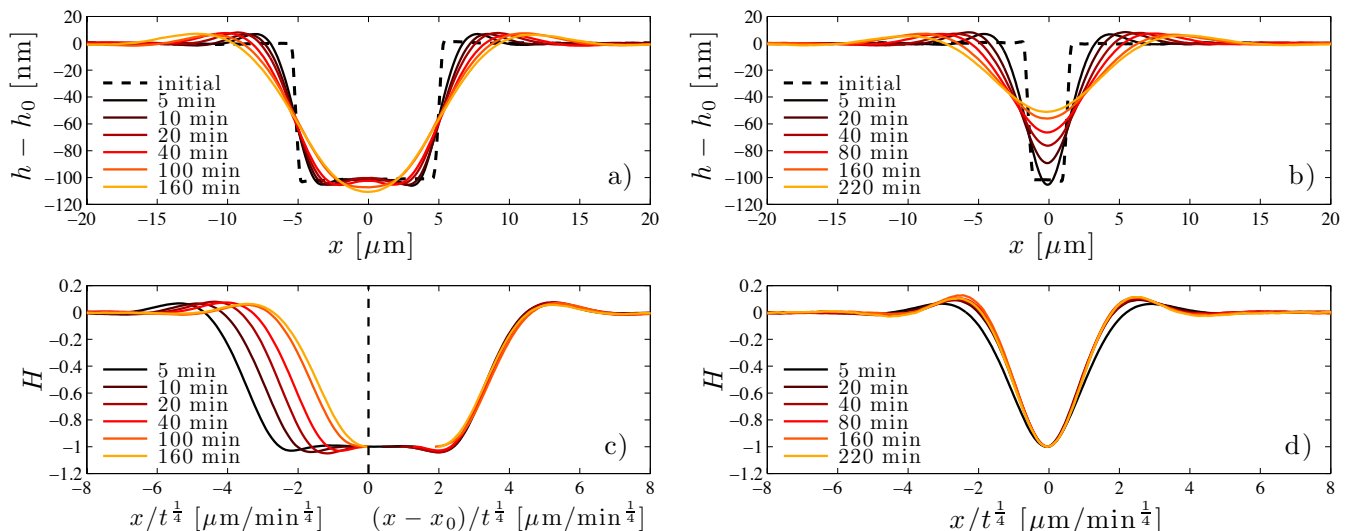 h − h₀ [nm]
20
0
−20
−40
−60
−80
−100
−120
initial
5 min
10 min
20 min
40 min
100 min
160 min
a)
−20 −15 −10 −5 0 5 10 15 20
x [μm]
h − h₀ [nm]
20
0
−20
−40
−60
−80
−100
−120
initial
5 min
20 min
40 min
80 min
160 min
220 min
b)
−20 −15 −10 −5 0 5 10 15 20
x [μm]
H
0.2
0
−0.2
−0.4
−0.6
−0.8
−1
−1.2
5 min
10 min
20 min
40 min
100 min
160 min
c)
−8 −6 −4 −2 0 2 4 6 8
x/t^{1/4} [μm/min^{1/4}] (x − x₀)/t^{1/4} [μm/min^{1/4}]
H
0.2
0
−0.2
−0.4
−0.6
−0.8
−1
−1.2
5 min
20 min
40 min
80 min
160 min
220 min
d)
−8 −6 −4 −2 0 2 4 6 8
x/t^{1/4} [μm/min^{1/4}]